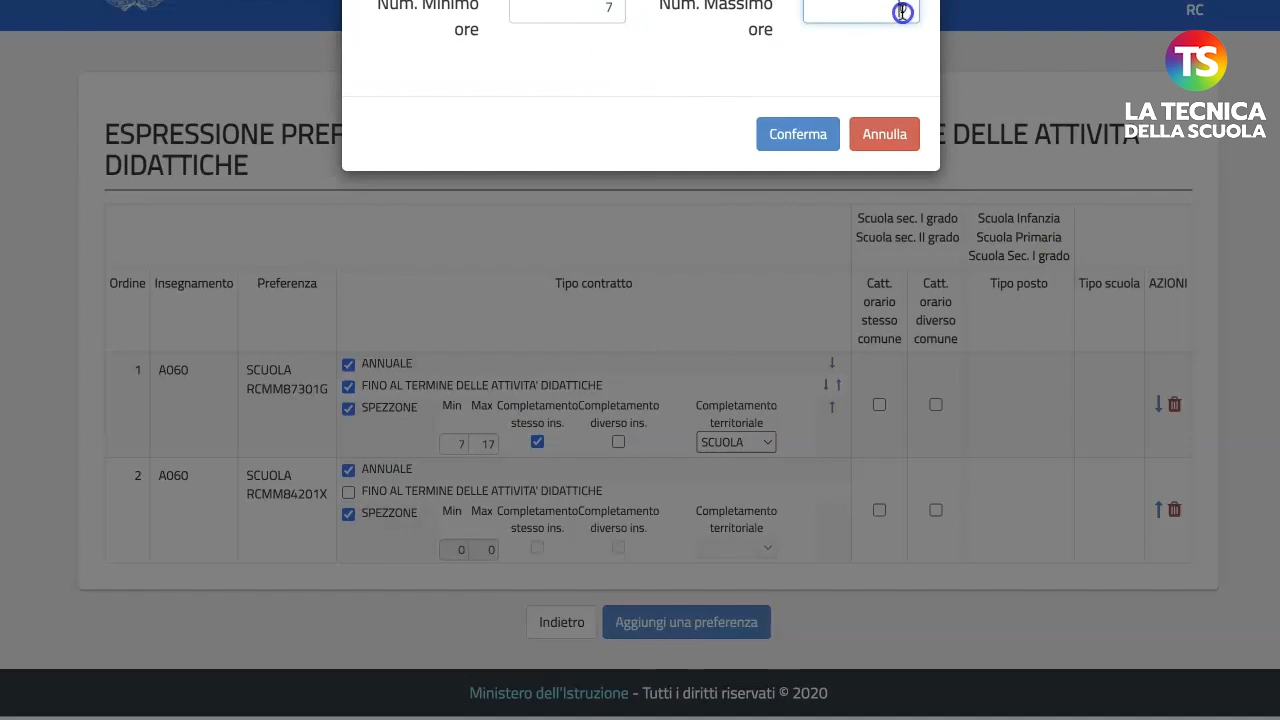 Num. Minimo
ore
7
Num. Massimo
ore
RC
TS
LA TECNICA
DELLA SCUOLA
Conferma
Annulla
ESPRESSIONE PREF
E DELLE ATTIVITA'
DIDATTICHE
Scuola sec. I grado
Scuola sec. II grado
Scuola Infanzia
Scuola Primaria
Scuola Sec. I grado
Ordine
Insegnamento
Preferenza
Tipo contratto
Catt.
orario
stesso
comune
Catt.
orario
diverso
comune
Tipo posto
Tipo scuola
AZIONI
1
A060
SCUOLA
RCMM87301G
ANNUALE
FINO AL TERMINE DELLE ATTIVITA' DIDATTICHE
SPEZZONE
Min
Max
Completamento
stesso ins.
Completamento
diverso ins.
Completamento
territoriale
7
17
SCUOLA
2
A060
SCUOLA
RCMM84201X
ANNUALE
FINO AL TERMINE DELLE ATTIVITA' DIDATTICHE
SPEZZONE
Min
Max
Completamento
stesso ins.
Completamento
diverso ins.
Completamento
territoriale
0
0
Indietro
Aggiungi una preferenza
Ministero dell'Istruzione - Tutti i diritti riservati © 2020